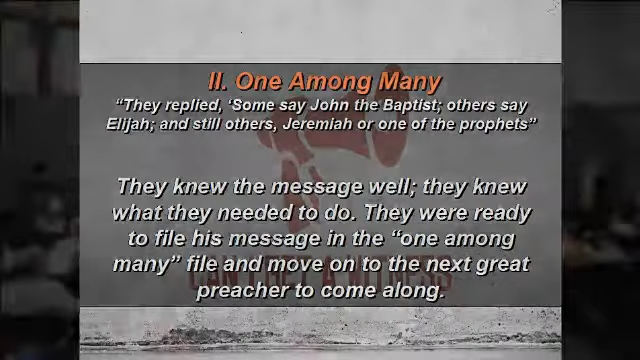 II. One Among Many
“They replied, ‘Some say John the Baptist; others say
Elijah; and still others, Jeremiah or one of the prophets”
They knew the message well; they knew
what they needed to do. They were ready
to file his message in the “one among
many” file and move on to the next great
preacher to come along.